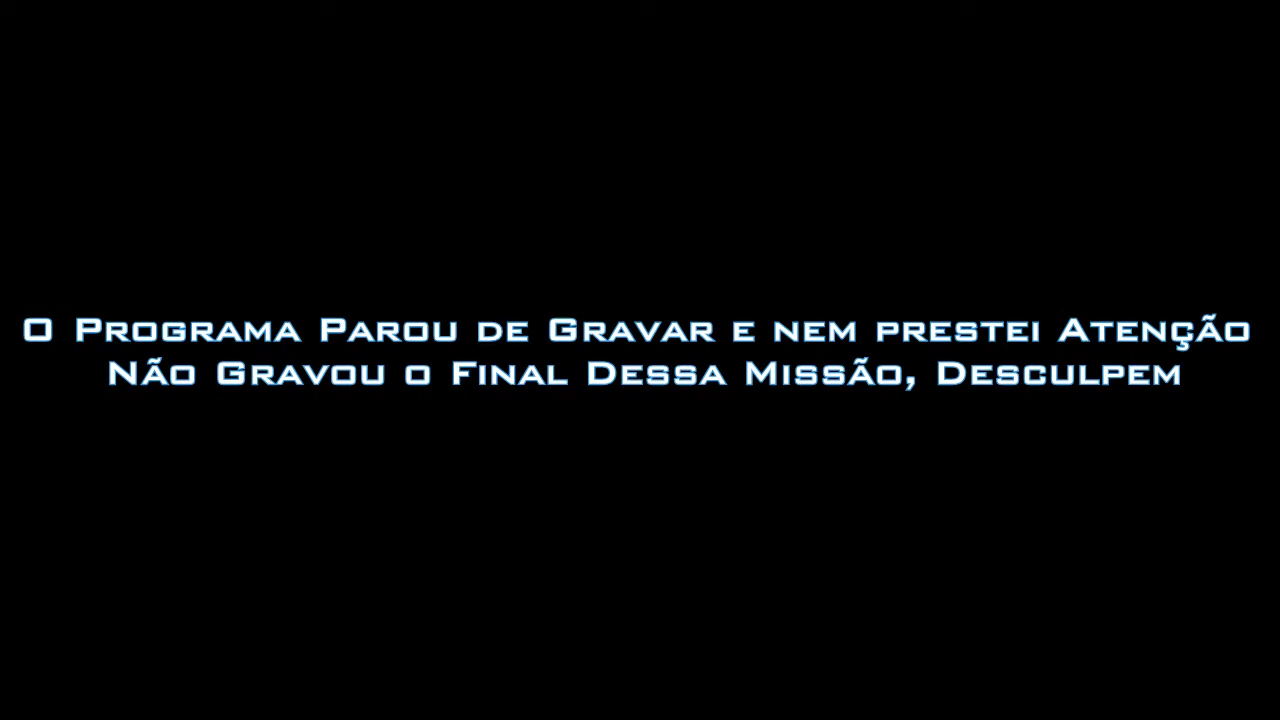 O Programa Parou de Gravar e nem prestei Atenção
Não Gravou o Final Dessa Missão, Desculpem